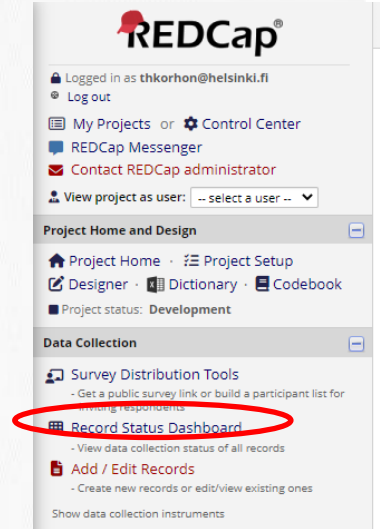 REDCap®
Logged in as thkorhon@helsinki.fi
Log out
My Projects or Control Center
REDCap Messenger
Contact REDCap administrator
View project as user: -- select a user --
Project Home and Design
Project Home · Project Setup
Designer · Dictionary · Codebook
Project status: Development
Data Collection
Survey Distribution Tools
- Get a public survey link or build a participant list for
inviting respondents
Record Status Dashboard
- View data collection status of all records
Add / Edit Records
- Create new records or edit/view existing ones
Show data collection instruments